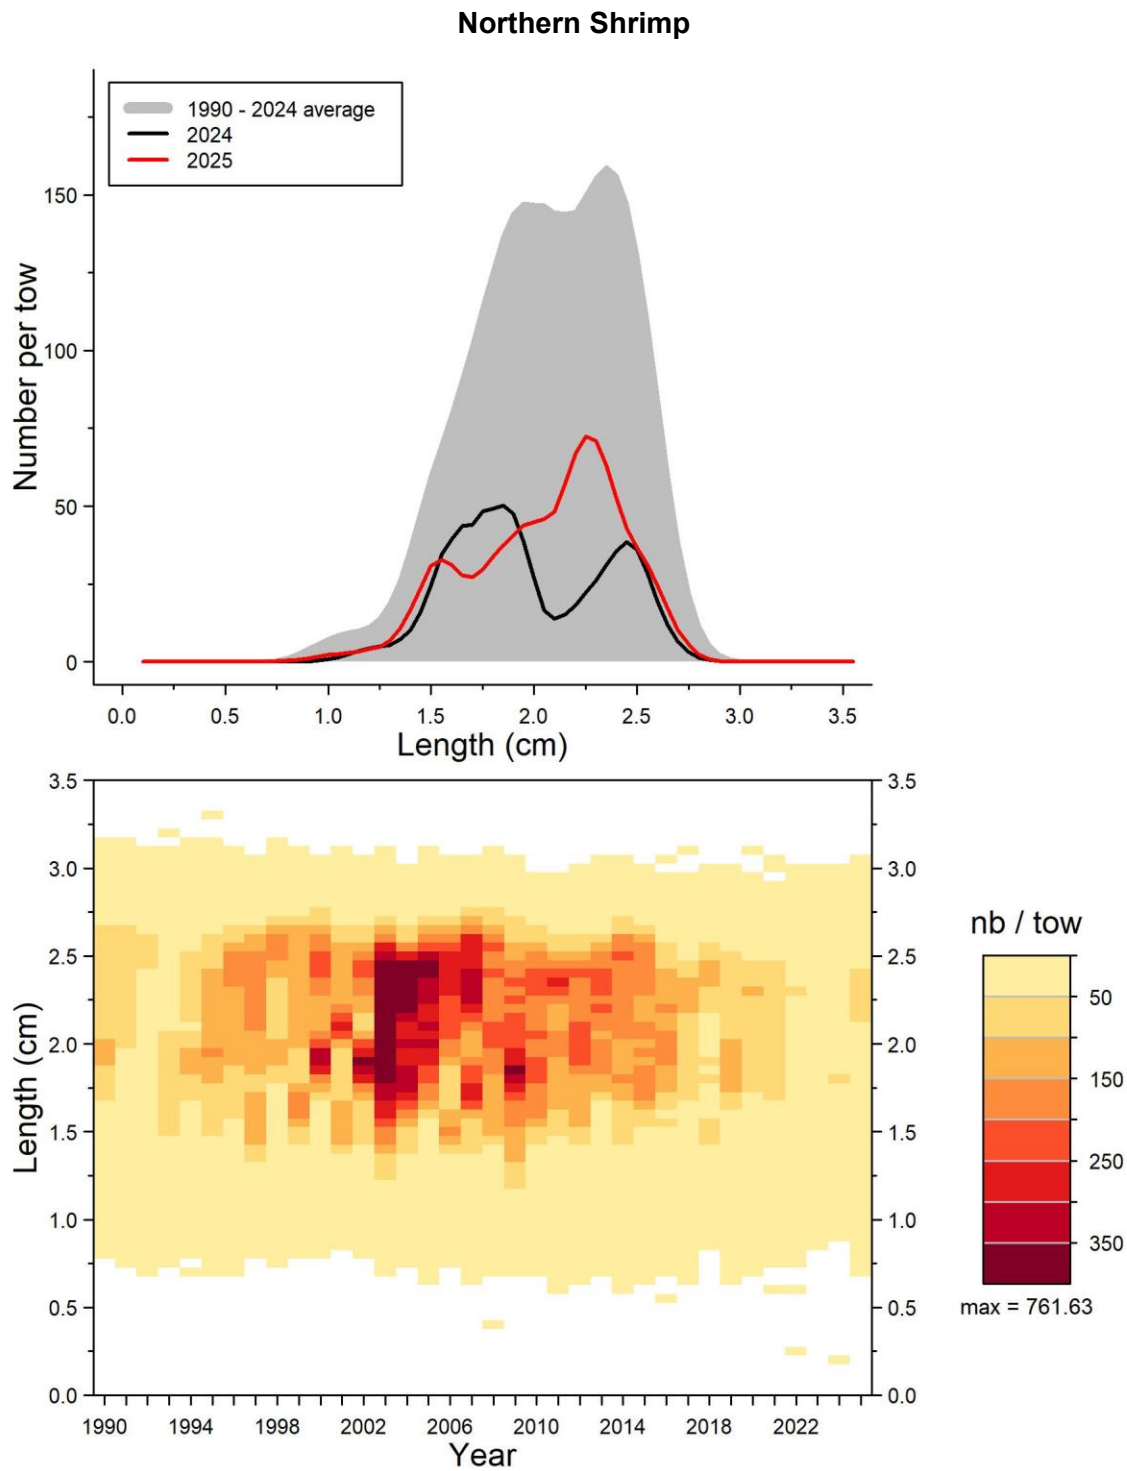 Northern Shrimp
1990 - 2024 average
2024
2025
150
100
50
0
Number per tow
0.0 0.5 1.0 1.5 2.0 2.5 3.0 3.5
Length (cm)
3.5 3.5
3.0 3.0
2.5 2.5
2.0 2.0
1.5 1.5
1.0 1.0
0.5 0.5
0.0 0.0
Length (cm)
1990 1994 1998 2002 2006 2010 2014 2018 2022
Year
nb / tow
50
150
250
350
max = 761.63